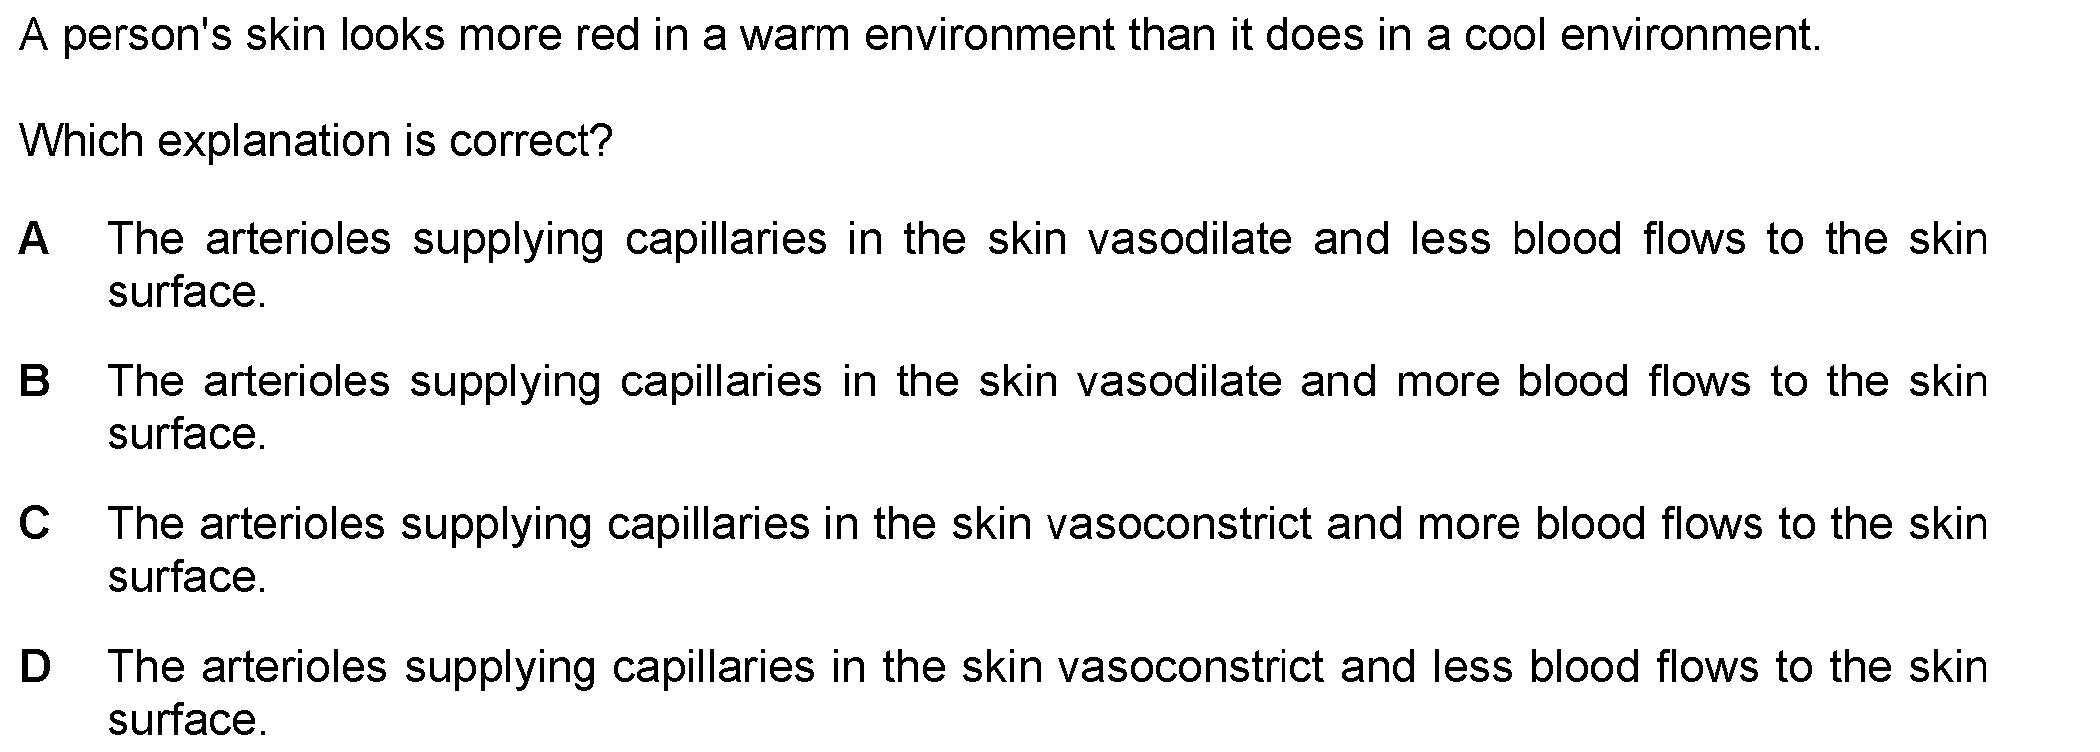 A person's skin looks more red in a warm environment than it does in a cool environment.
Which explanation is correct?
A The arterioles supplying capillaries in the skin vasodilate and less blood flows to the skin
surface.
B The arterioles supplying capillaries in the skin vasodilate and more blood flows to the skin
surface.
C The arterioles supplying capillaries in the skin vasoconstrict and more blood flows to the skin
surface.
D The arterioles supplying capillaries in the skin vasoconstrict and less blood flows to the skin
surface.